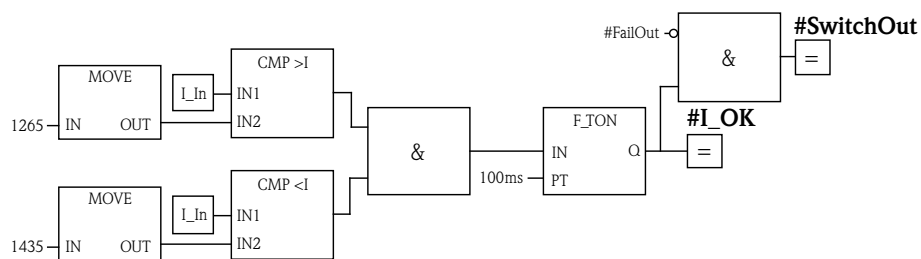 #SwitchOut
#FailOut
&
=
MOVE
1265 IN OUT
I_In
CMP >I
IN1
IN2
&
F_TON
IN Q
100ms PT
#I_OK
=
MOVE
1435 IN OUT
I_In
CMP <I
IN1
IN2